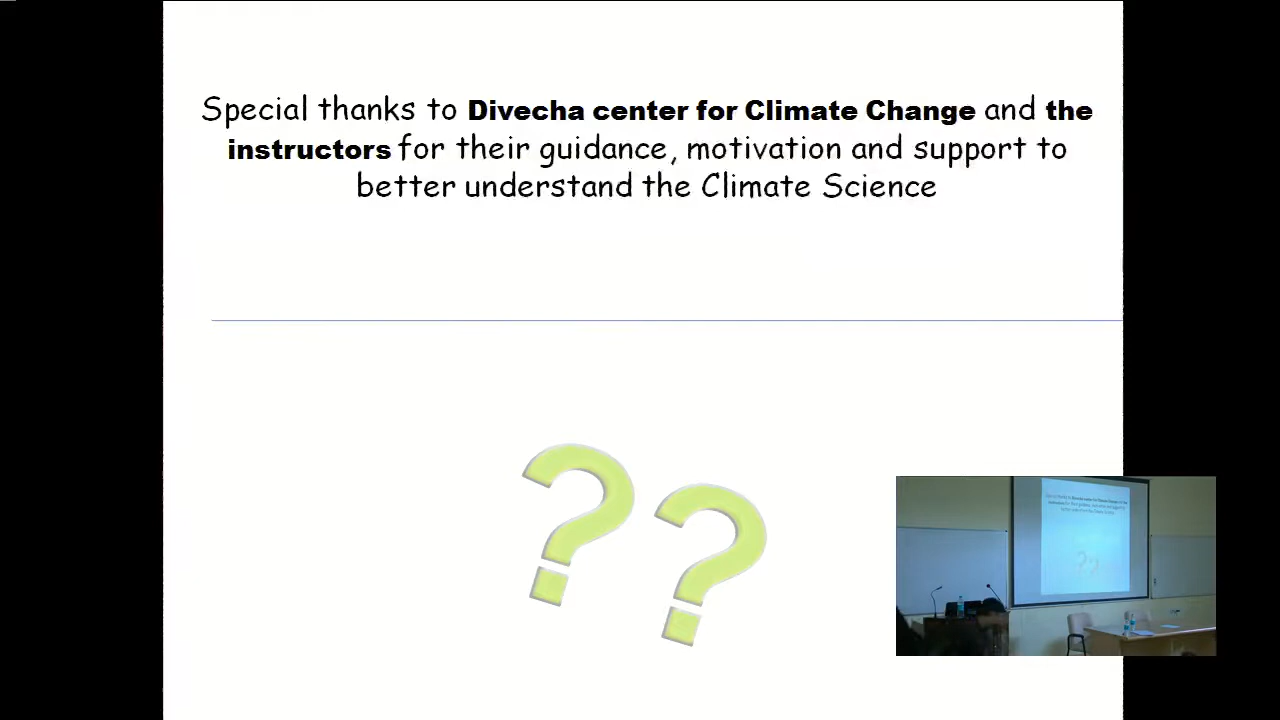 Special thanks to Divecha center for Climate Change and the
instructors for their guidance, motivation and support to
better understand the Climate Science
??